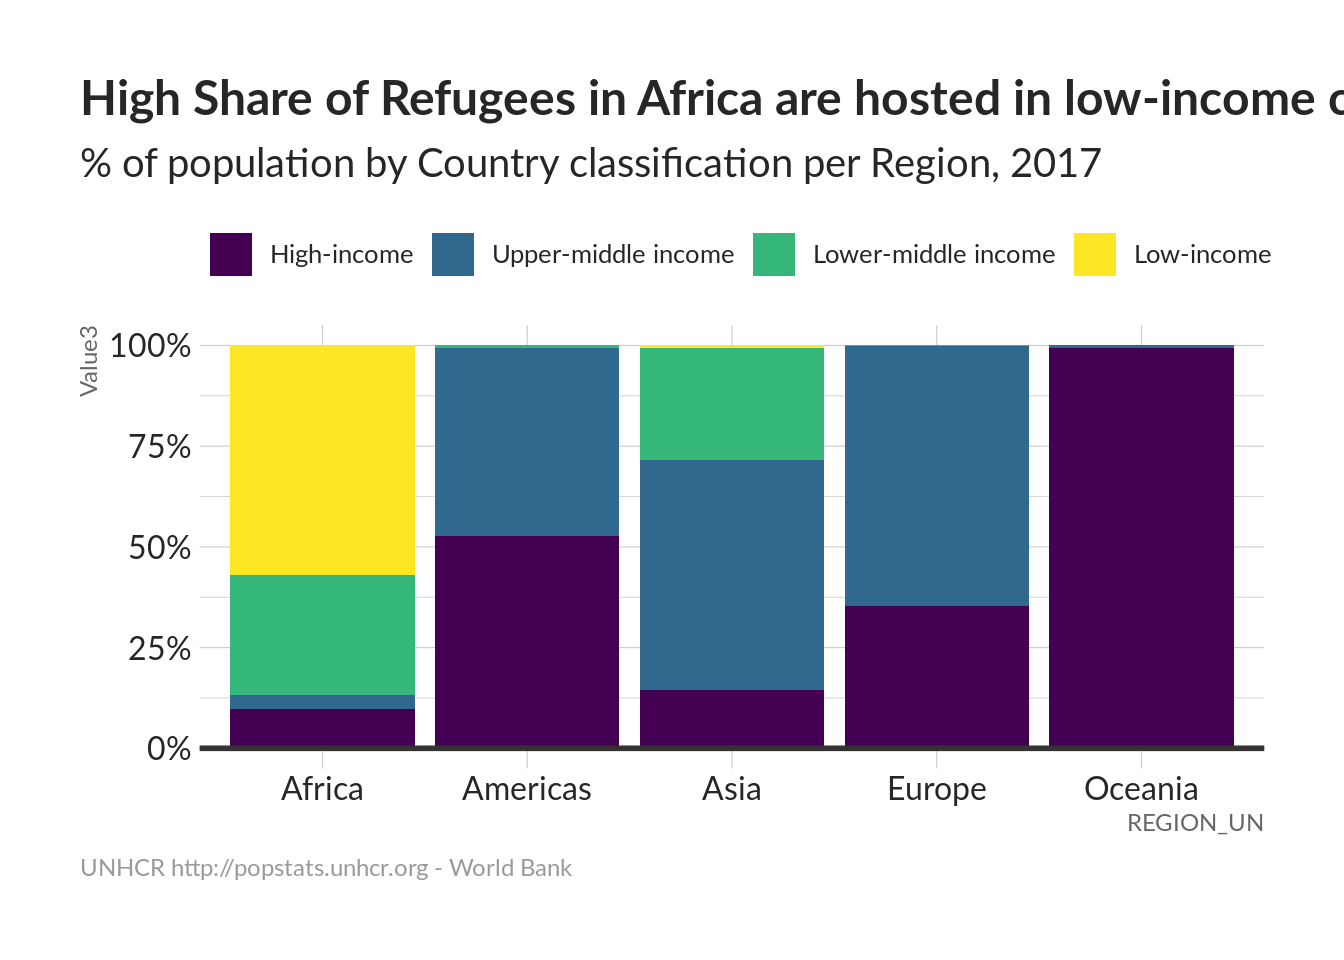 High Share of Refugees in Africa are hosted in low-income
% of population by Country classification per Region, 2017
High-income Upper-middle income Lower-middle income Low-income
Value3
100%
75%
50%
25%
0%
Africa Americas Asia Europe Oceania
REGION_UN
UNHCR http://popstats.unhcr.org - World Bank